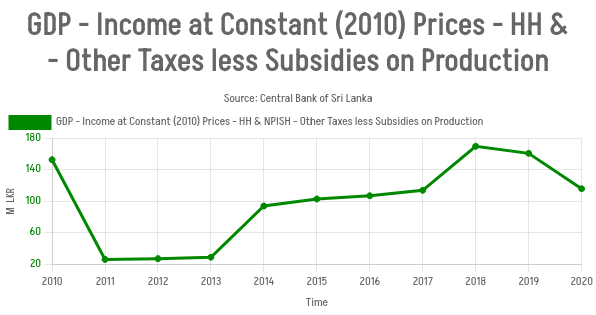 GDP - Income at Constant (2010) Prices - HH &
- Other Taxes less Subsidies on Production
Source: Central Bank of Sri Lanka
GDP - Income at Constant (2010) Prices - HH & NPISH - Other Taxes less Subsidies on Production
180
140
100
60
20
M LKR
2010 2011 2012 2013 2014 2015 2016 2017 2018 2019 2020
Time